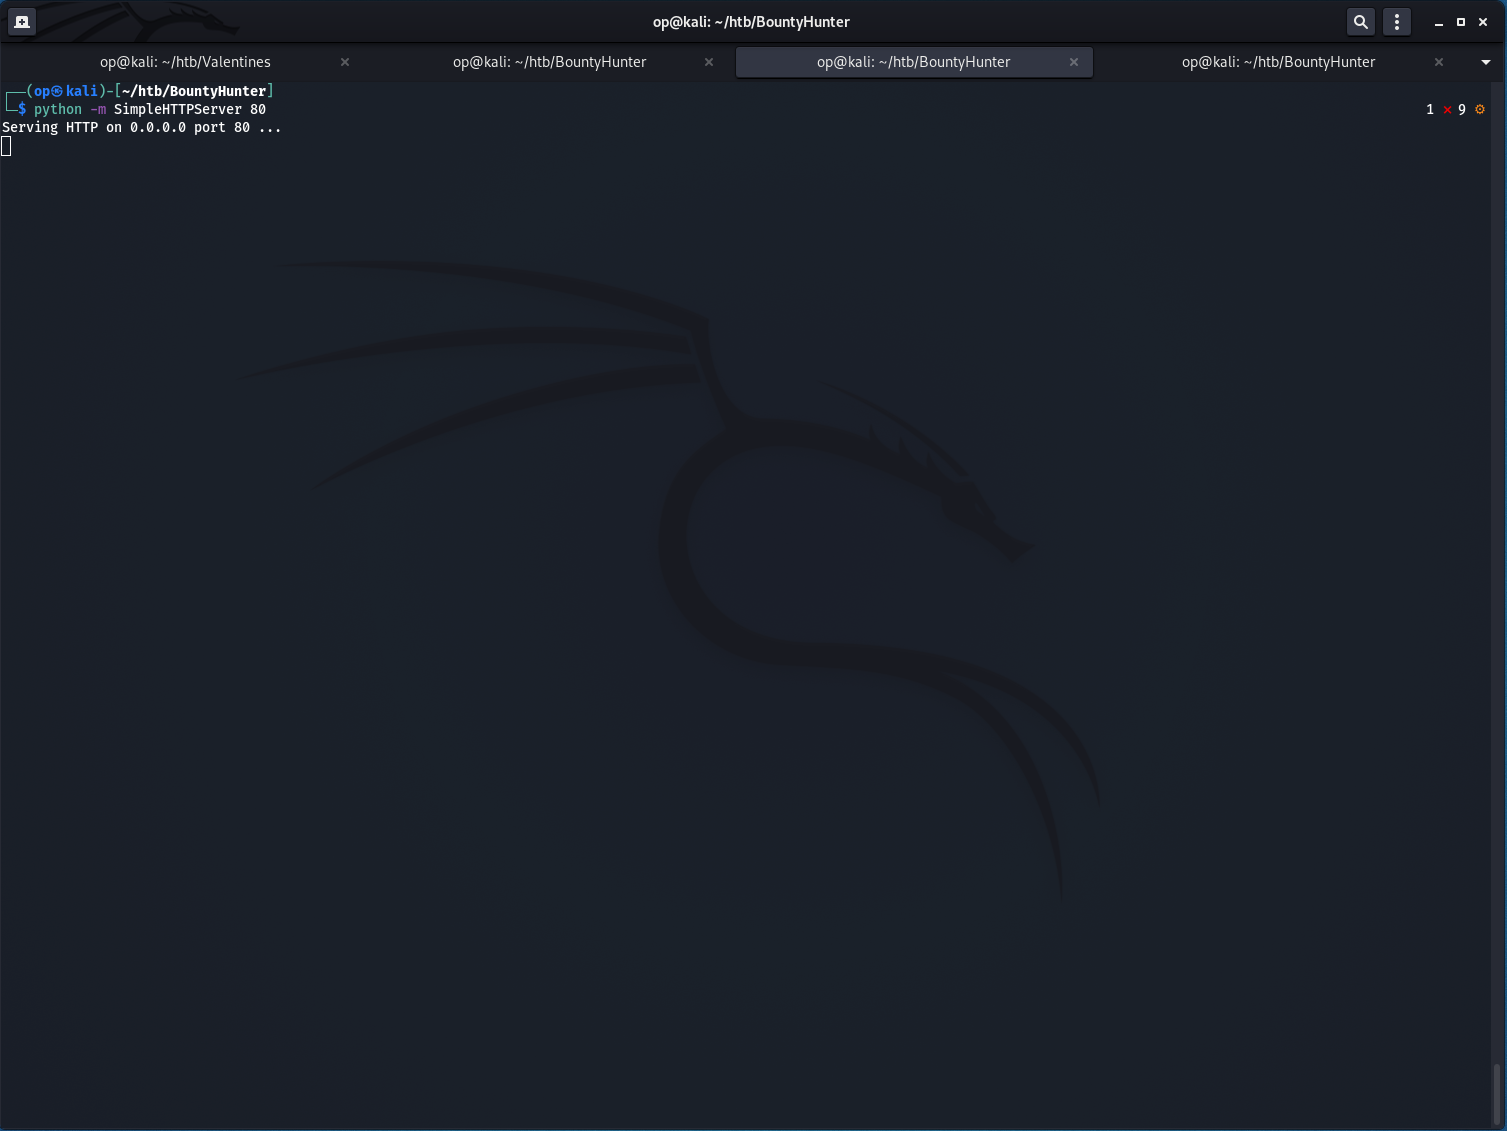 op@kali: ~/htb/BountyHunter
op@kali: ~/htb/Valentines × op@kali: ~/htb/BountyHunter × op@kali: ~/htb/BountyHunter × op@kali: ~/htb/BountyHunter ×
┌──(op㉿kali)-[~/htb/BountyHunter]
└─$ python -m SimpleHTTPServer 80 1 ⨯ 9 ⚙
Serving HTTP on 0.0.0.0 port 80 ...